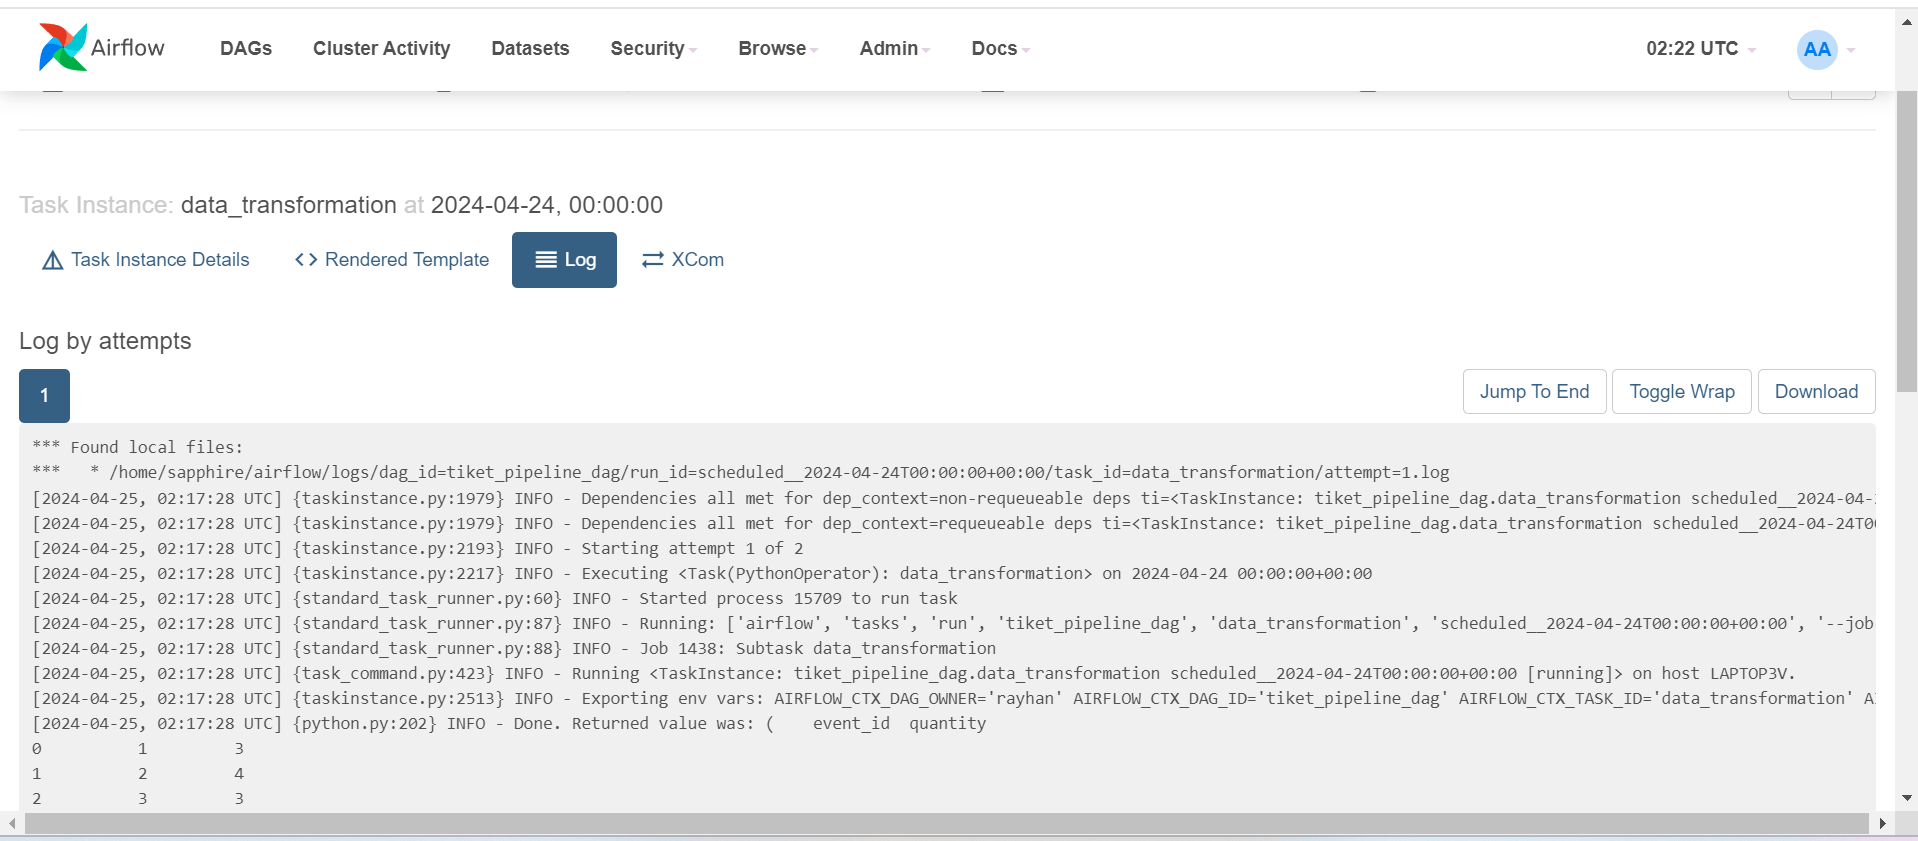 Airflow DAGs Cluster Activity Datasets Security Browse Admin Docs 02:22 UTC AA
Task Instance: data_transformation at 2024-04-24, 00:00:00
Task Instance Details Rendered Template Log XCom
Log by attempts
1 Jump To End Toggle Wrap Download
*** Found local files:
***   * /home/sapphire/airflow/logs/dag_id=tiket_pipeline_dag/run_id=scheduled__2024-04-24T00:00:00+00:00/task_id=data_transformation/attempt=1.log
[2024-04-25, 02:17:28 UTC] {taskinstance.py:1979} INFO - Dependencies all met for dep_context=non-requeueable deps ti=<TaskInstance: tiket_pipeline_dag.data_transformation scheduled__2024-04-
[2024-04-25, 02:17:28 UTC] {taskinstance.py:1979} INFO - Dependencies all met for dep_context=requeueable deps ti=<TaskInstance: tiket_pipeline_dag.data_transformation scheduled__2024-04-24T0
[2024-04-25, 02:17:28 UTC] {taskinstance.py:2193} INFO - Starting attempt 1 of 2
[2024-04-25, 02:17:28 UTC] {taskinstance.py:2217} INFO - Executing <Task(PythonOperator): data_transformation> on 2024-04-24 00:00:00+00:00
[2024-04-25, 02:17:28 UTC] {standard_task_runner.py:60} INFO - Started process 15709 to run task
[2024-04-25, 02:17:28 UTC] {standard_task_runner.py:87} INFO - Running: ['airflow', 'tasks', 'run', 'tiket_pipeline_dag', 'data_transformation', 'scheduled__2024-04-24T00:00:00+00:00', '--job
[2024-04-25, 02:17:28 UTC] {standard_task_runner.py:88} INFO - Job 1438: Subtask data_transformation
[2024-04-25, 02:17:28 UTC] {task_command.py:423} INFO - Running <TaskInstance: tiket_pipeline_dag.data_transformation scheduled__2024-04-24T00:00:00+00:00 [running]> on host LAPTOP3V.
[2024-04-25, 02:17:28 UTC] {taskinstance.py:2513} INFO - Exporting env vars: AIRFLOW_CTX_DAG_OWNER='rayhan' AIRFLOW_CTX_DAG_ID='tiket_pipeline_dag' AIRFLOW_CTX_TASK_ID='data_transformation'
[2024-04-25, 02:17:28 UTC] {python.py:202} INFO - Done. Returned value was: (    event_id  quantity
0          1         3
1          2         4
2          3         3